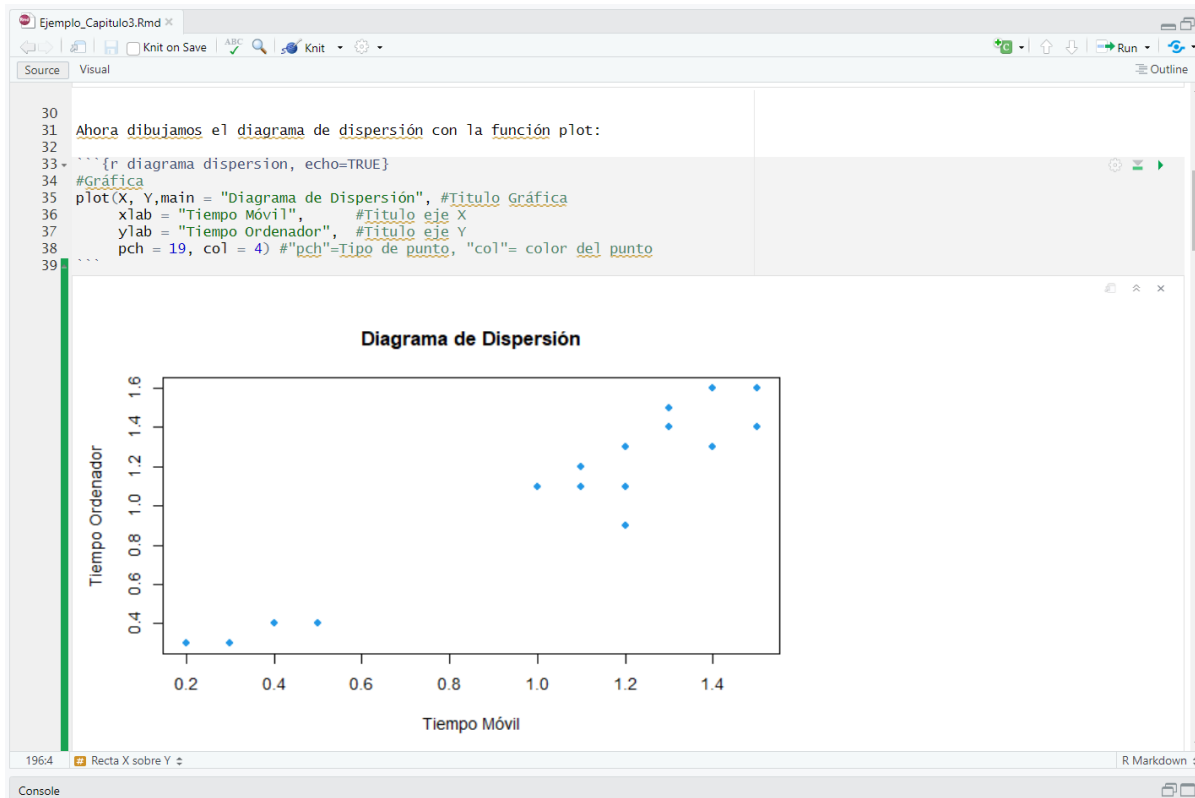 Ejemplo_Capitulo3.Rmd
Knit on Save ABC Knit Run
Source Visual Outline
30
31 Ahora dibujamos el diagrama de dispersión con la función plot:
32
33 ```{r diagrama dispersion, echo=TRUE}
34 #Gráfica
35 plot(X, Y,main = "Diagrama de Dispersión", #Titulo Gráfica
36 xlab = "Tiempo Móvil", #Titulo eje X
37 ylab = "Tiempo Ordenador", #Titulo eje Y
38 pch = 19, col = 4) #"pch"=Tipo de punto, "col"= color del punto
39 ```
Diagrama de Dispersión
Tiempo Ordenador
1.6
1.4
1.2
1.0
0.8
0.6
0.4
0.2 0.4 0.6 0.8 1.0 1.2 1.4
Tiempo Móvil
196:4 # Recta X sobre Y R Markdown
Console